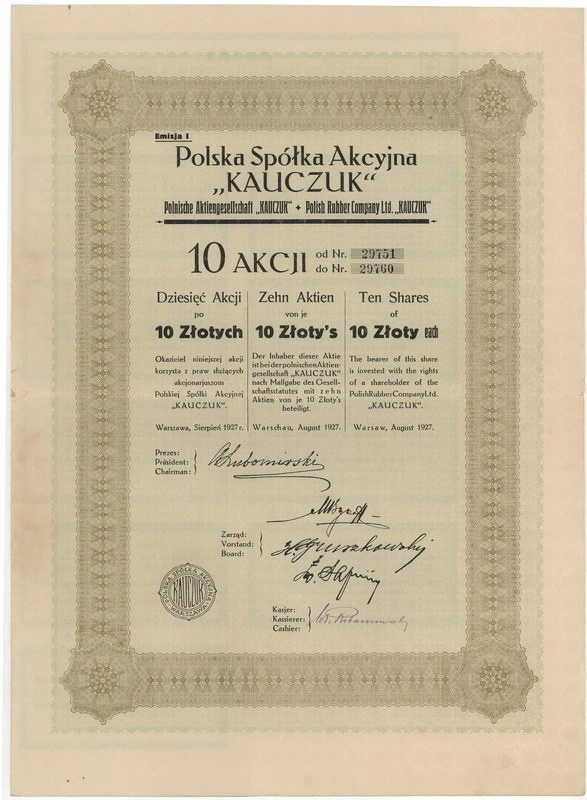 Emisja I
Polska Spółka Akcyjna
„KAUCZUK“
Polnische Aktiengesellschaft „KAUCZUK“ + Polish Rubber Company Ltd. „KAUCZUK“
10 AKCJI od Nr. 29751
do Nr. 29760
Dziesięć Akcji
po
10 Złotych
Okaziciel niniejszej akcji
korzysta z praw służących
akcjonarjuszom
Polskiej Spółki Akcyjnej
„KAUCZUK“.
Warszawa, Sierpień 1927 r.
Zehn Aktien
von je
10 Złoty's
Der Inhaber dieser Aktie
ist bei der polnischen Aktien-
gesellschaft „KAUCZUK“
nach Maßgabe des Gesell-
schaftsstatutes mit zehn
Aktien von je 10 Złoty's
beteiligt.
Warschau, August 1927.
Ten Shares
of
10 Złoty each
The bearer of this share
is invested with the rights
of a shareholder of the
Polish Rubber Company Ltd.
„KAUCZUK“.
Warsaw, August 1927.
Prezes:
Präsident:
Chairman:
Lubomirski
Zarząd:
Vorstand:
Board:
POLSKA SPÓŁKA AKCYJNA
KAUCZUK
WARSZAWA
Kasjer:
Kassierer:
Cashier: